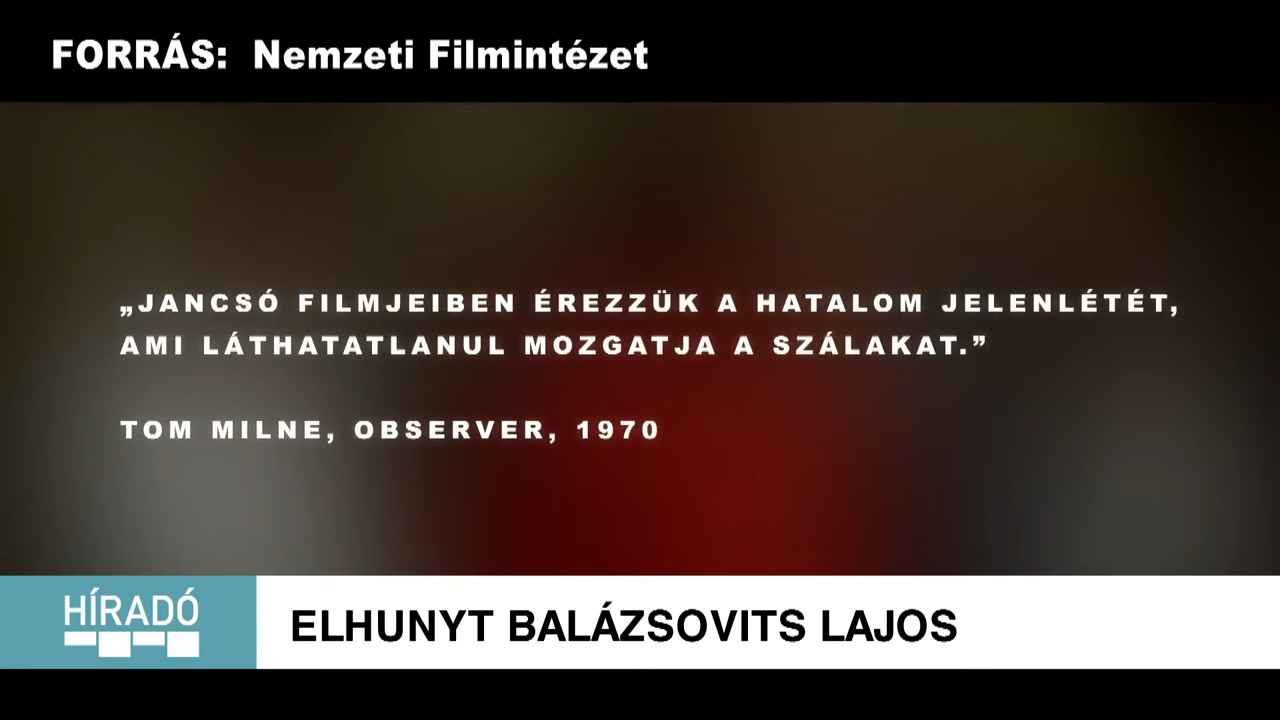 FORRÁS: Nemzeti Filmintézet
„JANCSÓ FILMJEIBEN ÉREZZÜK A HATALOM JELENLÉTÉT,
AMI LÁTHATATLANUL MOZGATJA A SZÁLAKAT.”
TOM MILNE, OBSERVER, 1970
HÍRADÓ
ELHUNYT BALÁZSOVITS LAJOS